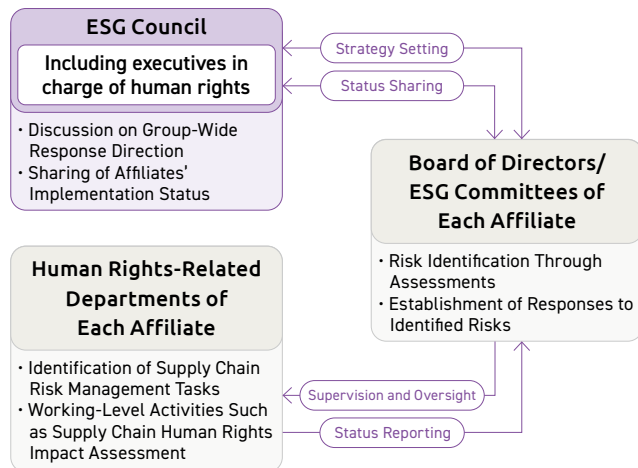 ESG Council
Including executives in
charge of human rights
· Discussion on Group-Wide
Response Direction
· Sharing of Affiliates'
Implementation Status
Strategy Setting
Status Sharing
Board of Directors/
ESG Committees of
Each Affiliate
· Risk Identification Through
Assessments
· Establishment of Responses to
Identified Risks
Human Rights-Related
Departments of
Each Affiliate
· Identification of Supply Chain
Risk Management Tasks
· Working-Level Activities Such
as Supply Chain Human Rights
Impact Assessment
Supervision and Oversight
Status Reporting